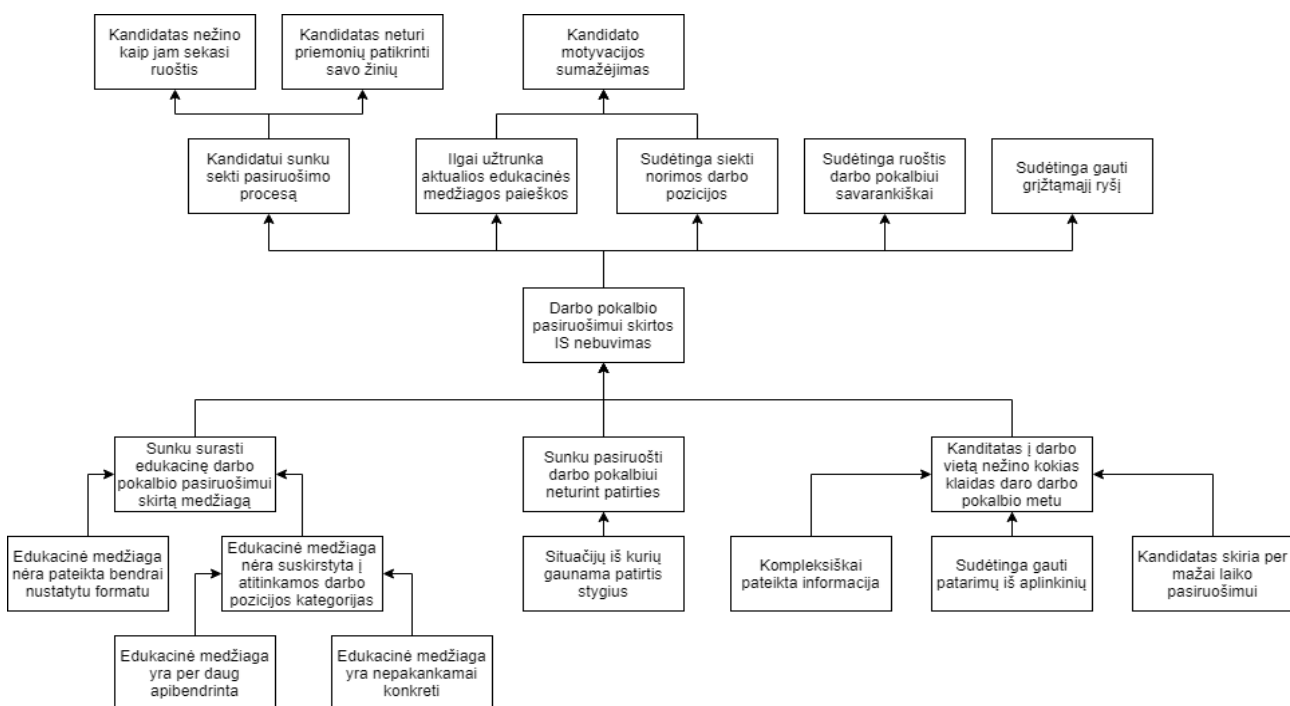 Kandidatas nežino
kaip jam sekasi
ruoštis
Kandidatas neturi
priemonių patikrinti
savo žinių
Kandidato
motyvacijos
sumažėjimas
Kandidatui sunku
sekti pasiruošimo
procesą
Ilgai užtrunka
aktualios edukacinės
medžiagos paieškos
Sudėtinga siekti
norimos darbo
pozicijos
Sudėtinga ruoštis
darbo pokalbiui
savarankiškai
Sudėtinga gauti
grįžtąmąjį ryšį
Darbo pokalbio
pasiruošimui skirtos
IS nebuvimas
Sunku surasti
edukacinę darbo
pokalbio pasiruošimui
skirtą medžiagą
Sunku pasiruošti
darbo pokalbiui
neturint patirties
Kanditatas į darbo
vietą nežino kokias
klaidas daro darbo
pokalbio metu
Edukacinė medžiaga
nėra pateikta bendrai
nustatytu formatu
Edukacinė medžiaga
nėra suskirstyta į
atitinkamos darbo
pozicijos kategorijas
Situačijų iš kurių
gaunama patirtis
stygius
Kompleksiškai
pateikta informacija
Sudėtinga gauti
patarimų iš aplinkinių
Kandidatas skiria per
mažai laiko
pasiruošimui
Edukacinė medžiaga
yra per daug
apibendrinta
Edukacinė medžiaga
yra nepakankamai
konkreti